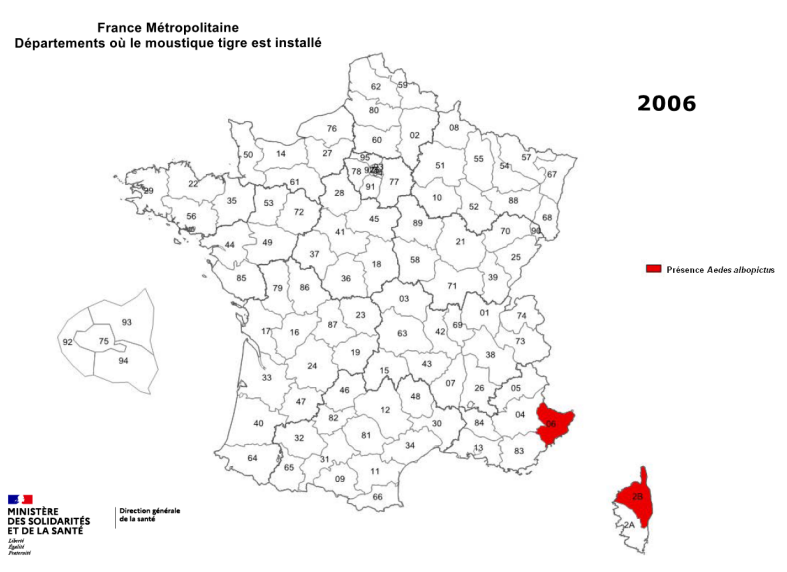 France Métropolitaine
Départements où le moustique tigre est installé
2006
Présence Aedes albopictus
62 59
80
76 60 02 08
50 14 27 95 51 55 54 57 67
78 93
61 91 77
29 22 35 53 28 10 52 88 68
56 72 45 89 70 90
44 49 41 21 25
37 18 58 39
85 79 86 36 71
03
17 16 87 23 63 42 69 01 74
73
33 24 19 15 43 38
07 26 05
47 46 48
40 82 12 30 84 04 06
32 81 34 13 83
64 65 31 11
09
66
93
92 75
94
2B
2A
MINISTÈRE
DES SOLIDARITÉS
ET DE LA SANTÉ
Liberté
Égalité
Fraternité
Direction générale
de la santé